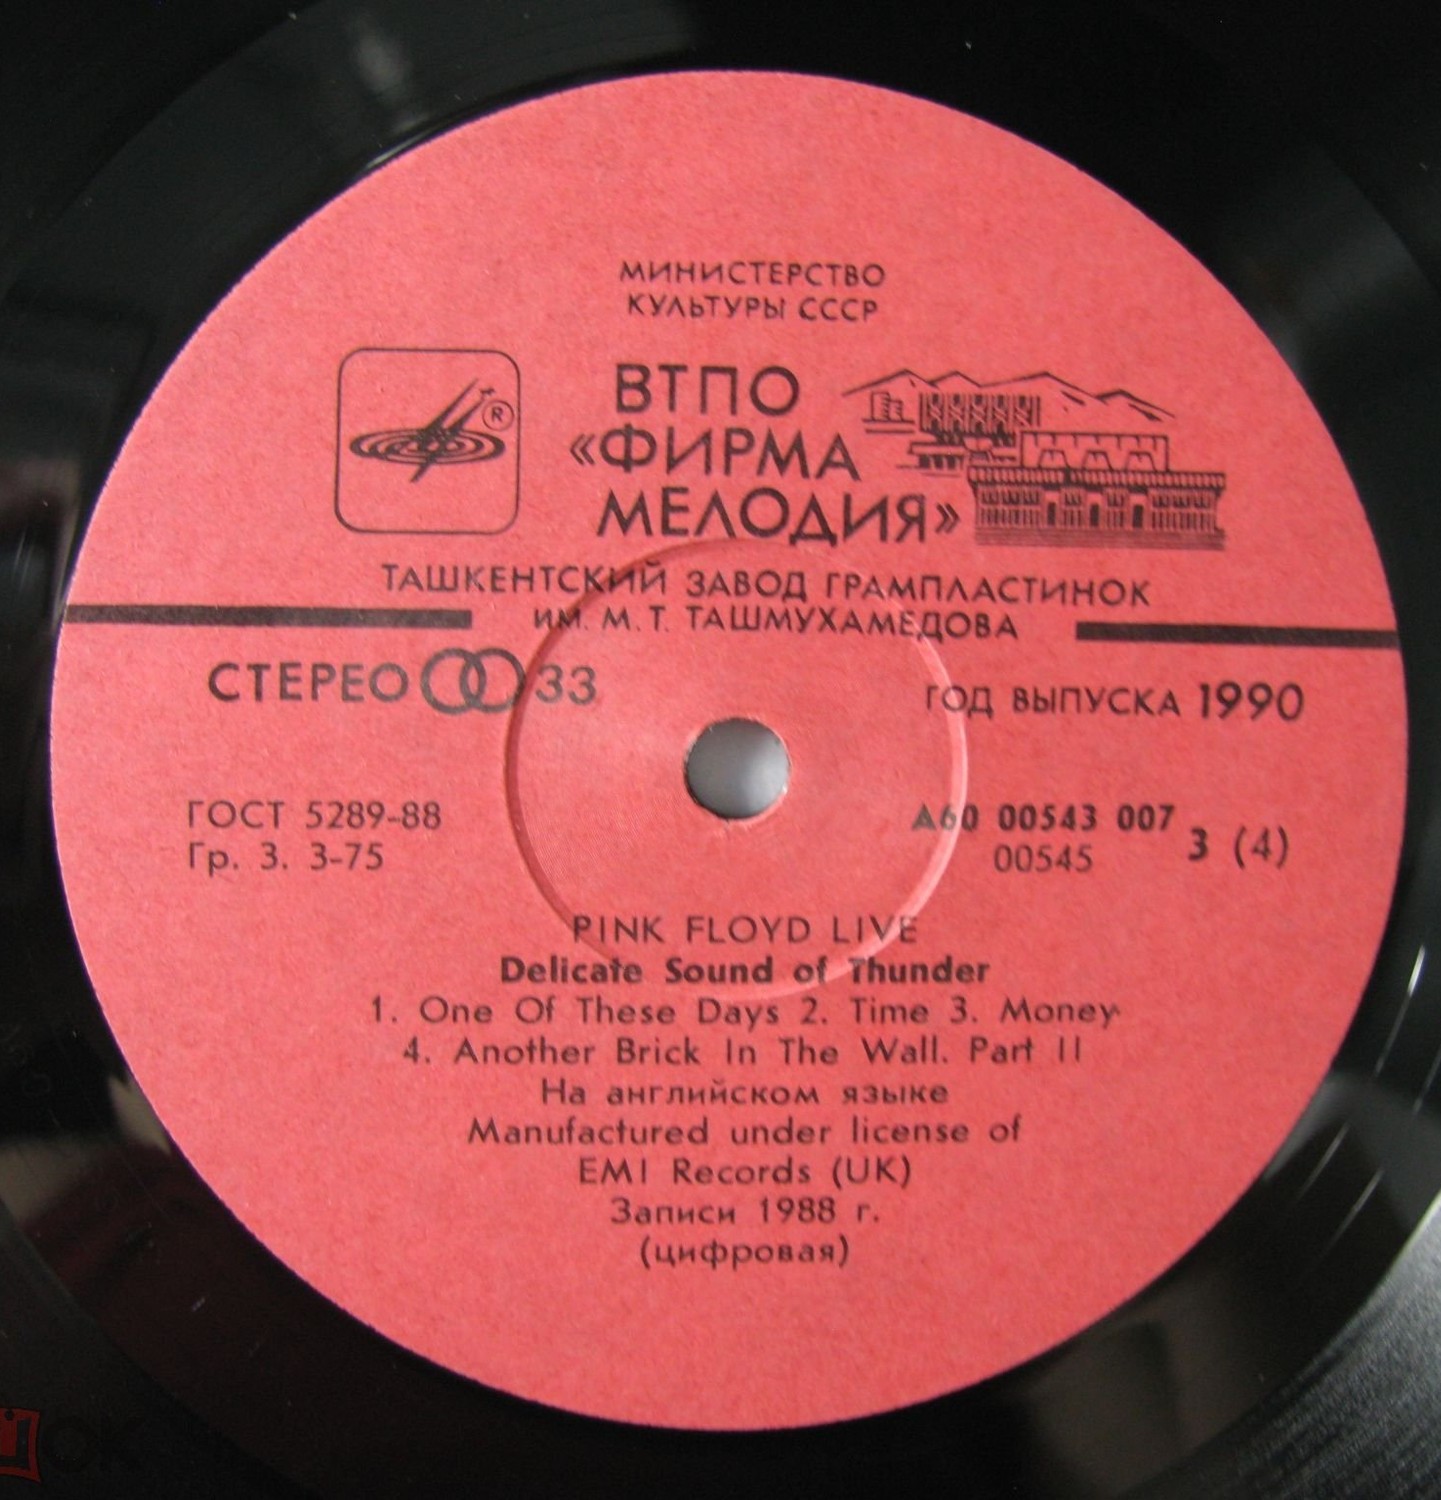 МИНИСТЕРСТВО
КУЛЬТУРЫ СССР
®
ВТПО
«ФИРМА
МЕЛОДИЯ»
ТАШКЕНТСКИЙ ЗАВОД ГРАМПЛАСТИНОК
ИМ. М. Т. ТАШМУХАМЕДОВА
СТЕРЕО 33
ГОД ВЫПУСКА 1990
ГОСТ 5289-88
Гр. 3. 3-75
А60 00543 007
00545
3 (4)
PINK FLOYD LIVE
Delicate Sound of Thunder
1. One Of These Days 2. Time 3. Money
4. Another Brick In The Wall. Part II
На английском языке
Manufactured under license of
EMI Records (UK)
Записи 1988 г.
(цифровая)